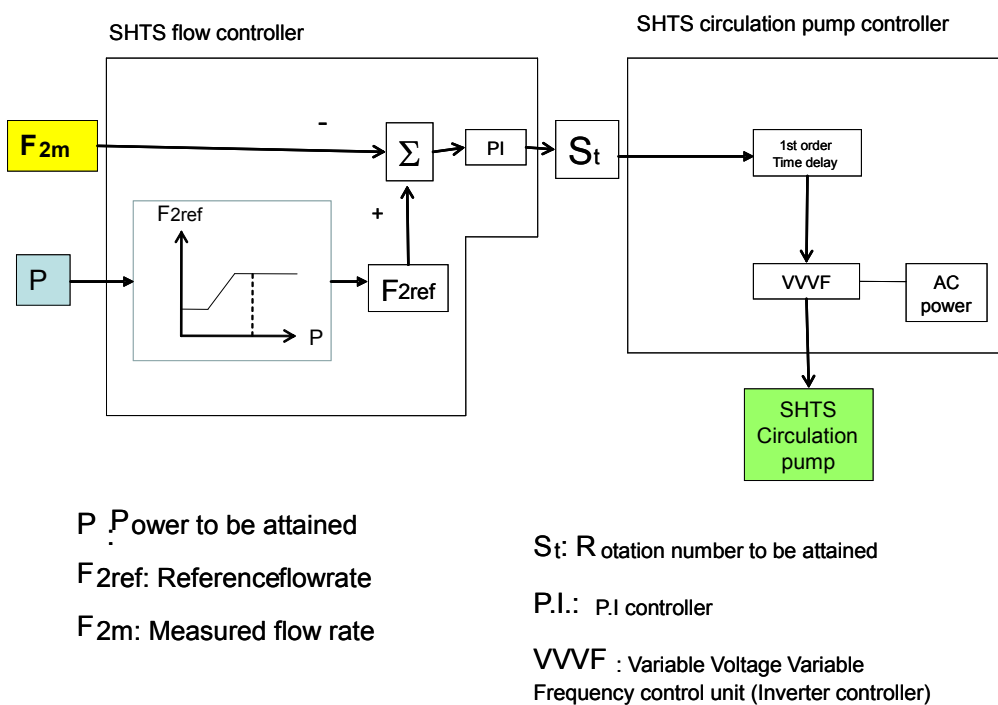 SHTS flow controller
SHTS circulation pump controller
F2m
-
Σ
PI
St
1st order
Time delay
+
F2ref
P
P
F2ref
VVVF
AC
power
SHTS
Circulation
pump
P : Power to be attained
F2ref: Referenceflowrate
F2m: Measured flow rate
St: R otation number to be attained
P.I.: P.I controller
VVVF : Variable Voltage Variable
Frequency control unit (Inverter controller)